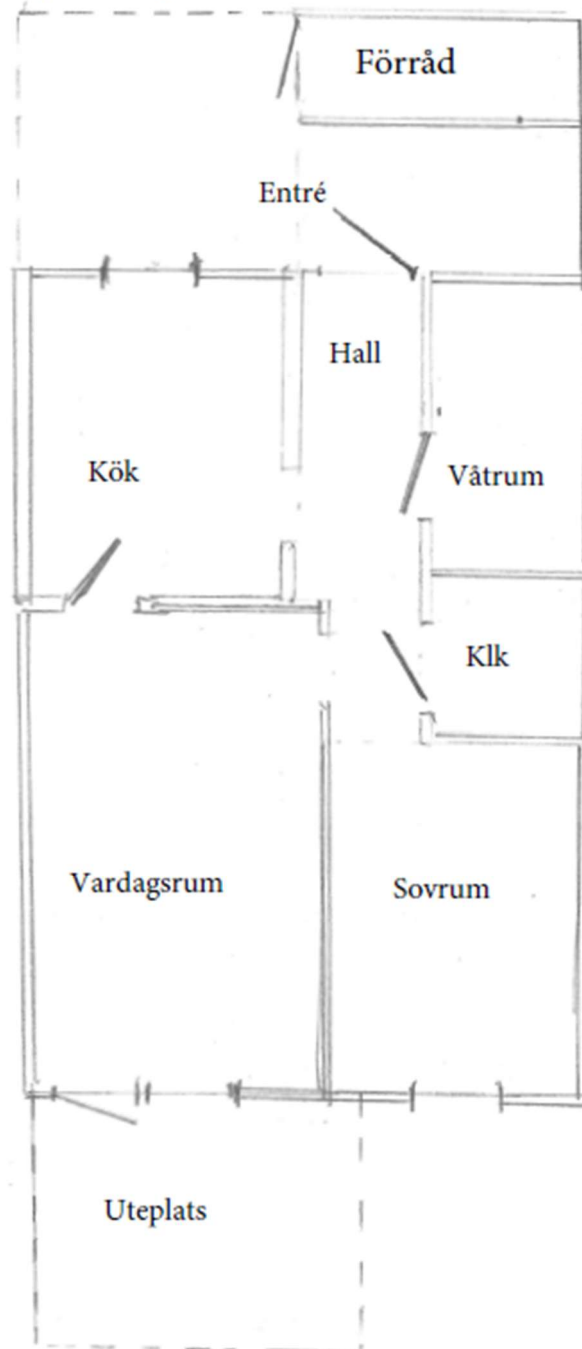 Förråd
Entré
Hall
Kök
Våtrum
Klk
Vardagsrum
Sovrum
Uteplats